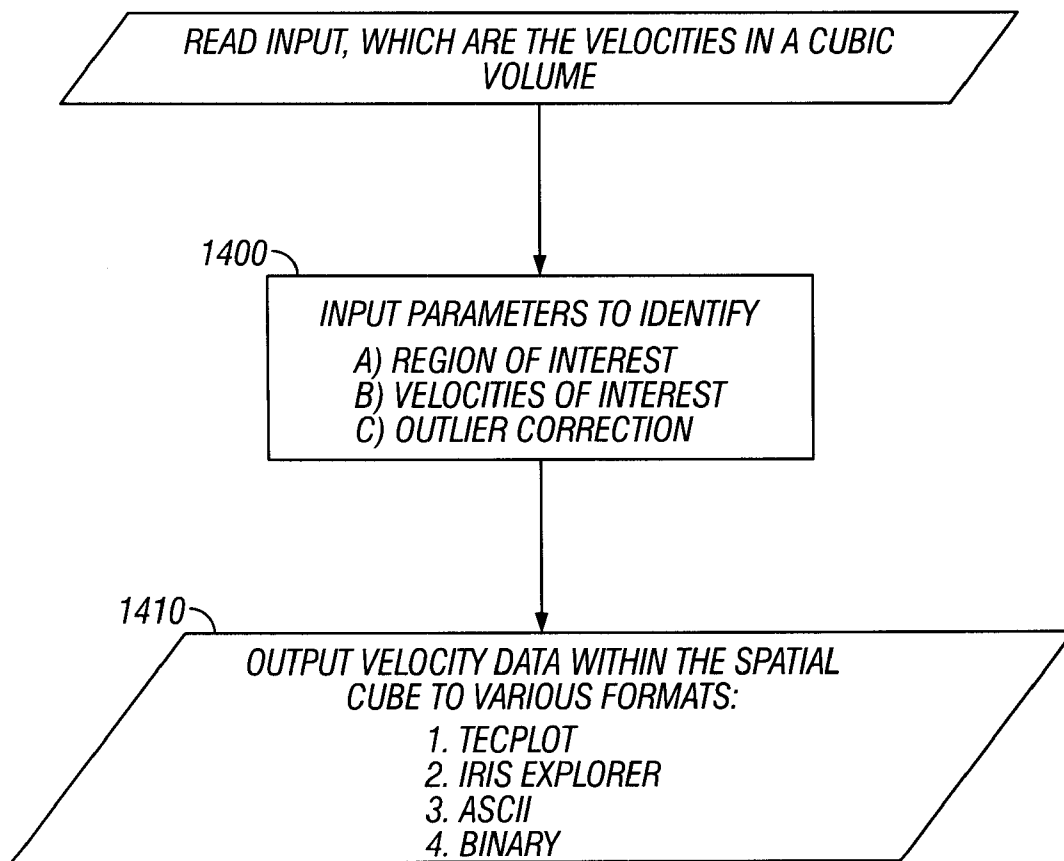 READ INPUT, WHICH ARE THE VELOCITIES IN A CUBIC
VOLUME
1400
INPUT PARAMETERS TO IDENTIFY
A) REGION OF INTEREST
B) VELOCITIES OF INTEREST
C) OUTLIER CORRECTION
1410
OUTPUT VELOCITY DATA WITHIN THE SPATIAL
CUBE TO VARIOUS FORMATS:
1. TECPLOT
2. IRIS EXPLORER
3. ASCII
4. BINARY